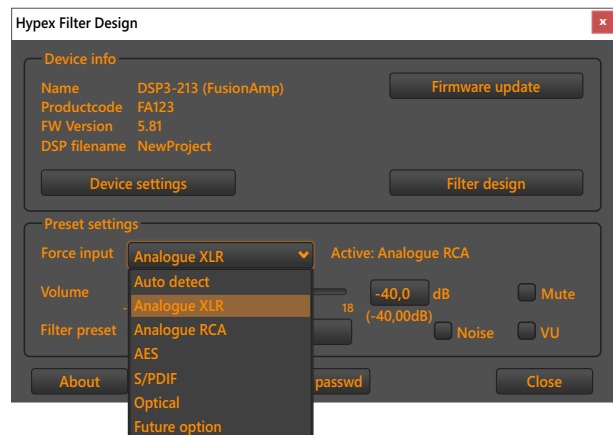 Hypex Filter Design
x
Device info
Name DSP3-213 (FusionAmp)
Firmware update
Productcode FA123
FW Version 5.81
DSP filename NewProject
Device settings
Filter design
Preset settings
Force input Analogue XLR Active: Analogue RCA
Auto detect
Volume -40,0 dB Mute
Analogue XLR
- 18 (-40,00dB)
Filter preset Analogue RCA Noise VU
AES
About S/PDIF passwd Close
Optical
Future option